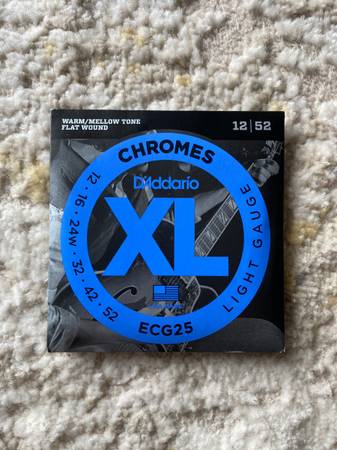 WARM/MELLOW TONE
FLAT WOUND
12 | 52
CHROMES
D'Addario
XL
12 • 16 • 24W • 32 • 42 • 52
LIGHT GAUGE
ECG25